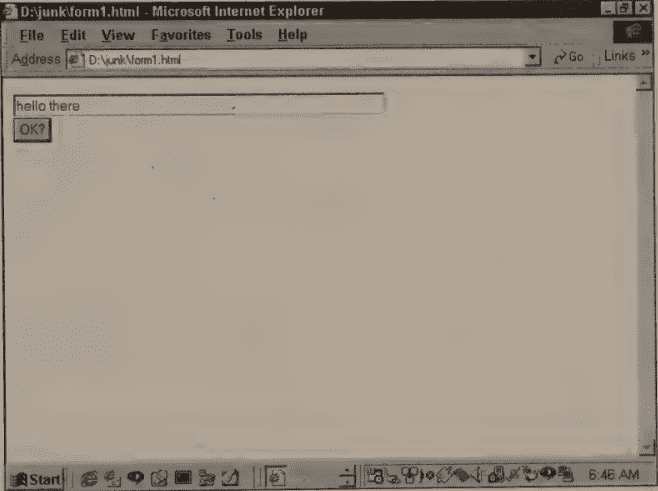 D:\junk\form1.html - Microsoft Internet Explorer
File Edit View Favorites Tools Help
Address D:\junk\form1.html Go Links »
hello there
OK?
Start 6:46 AM